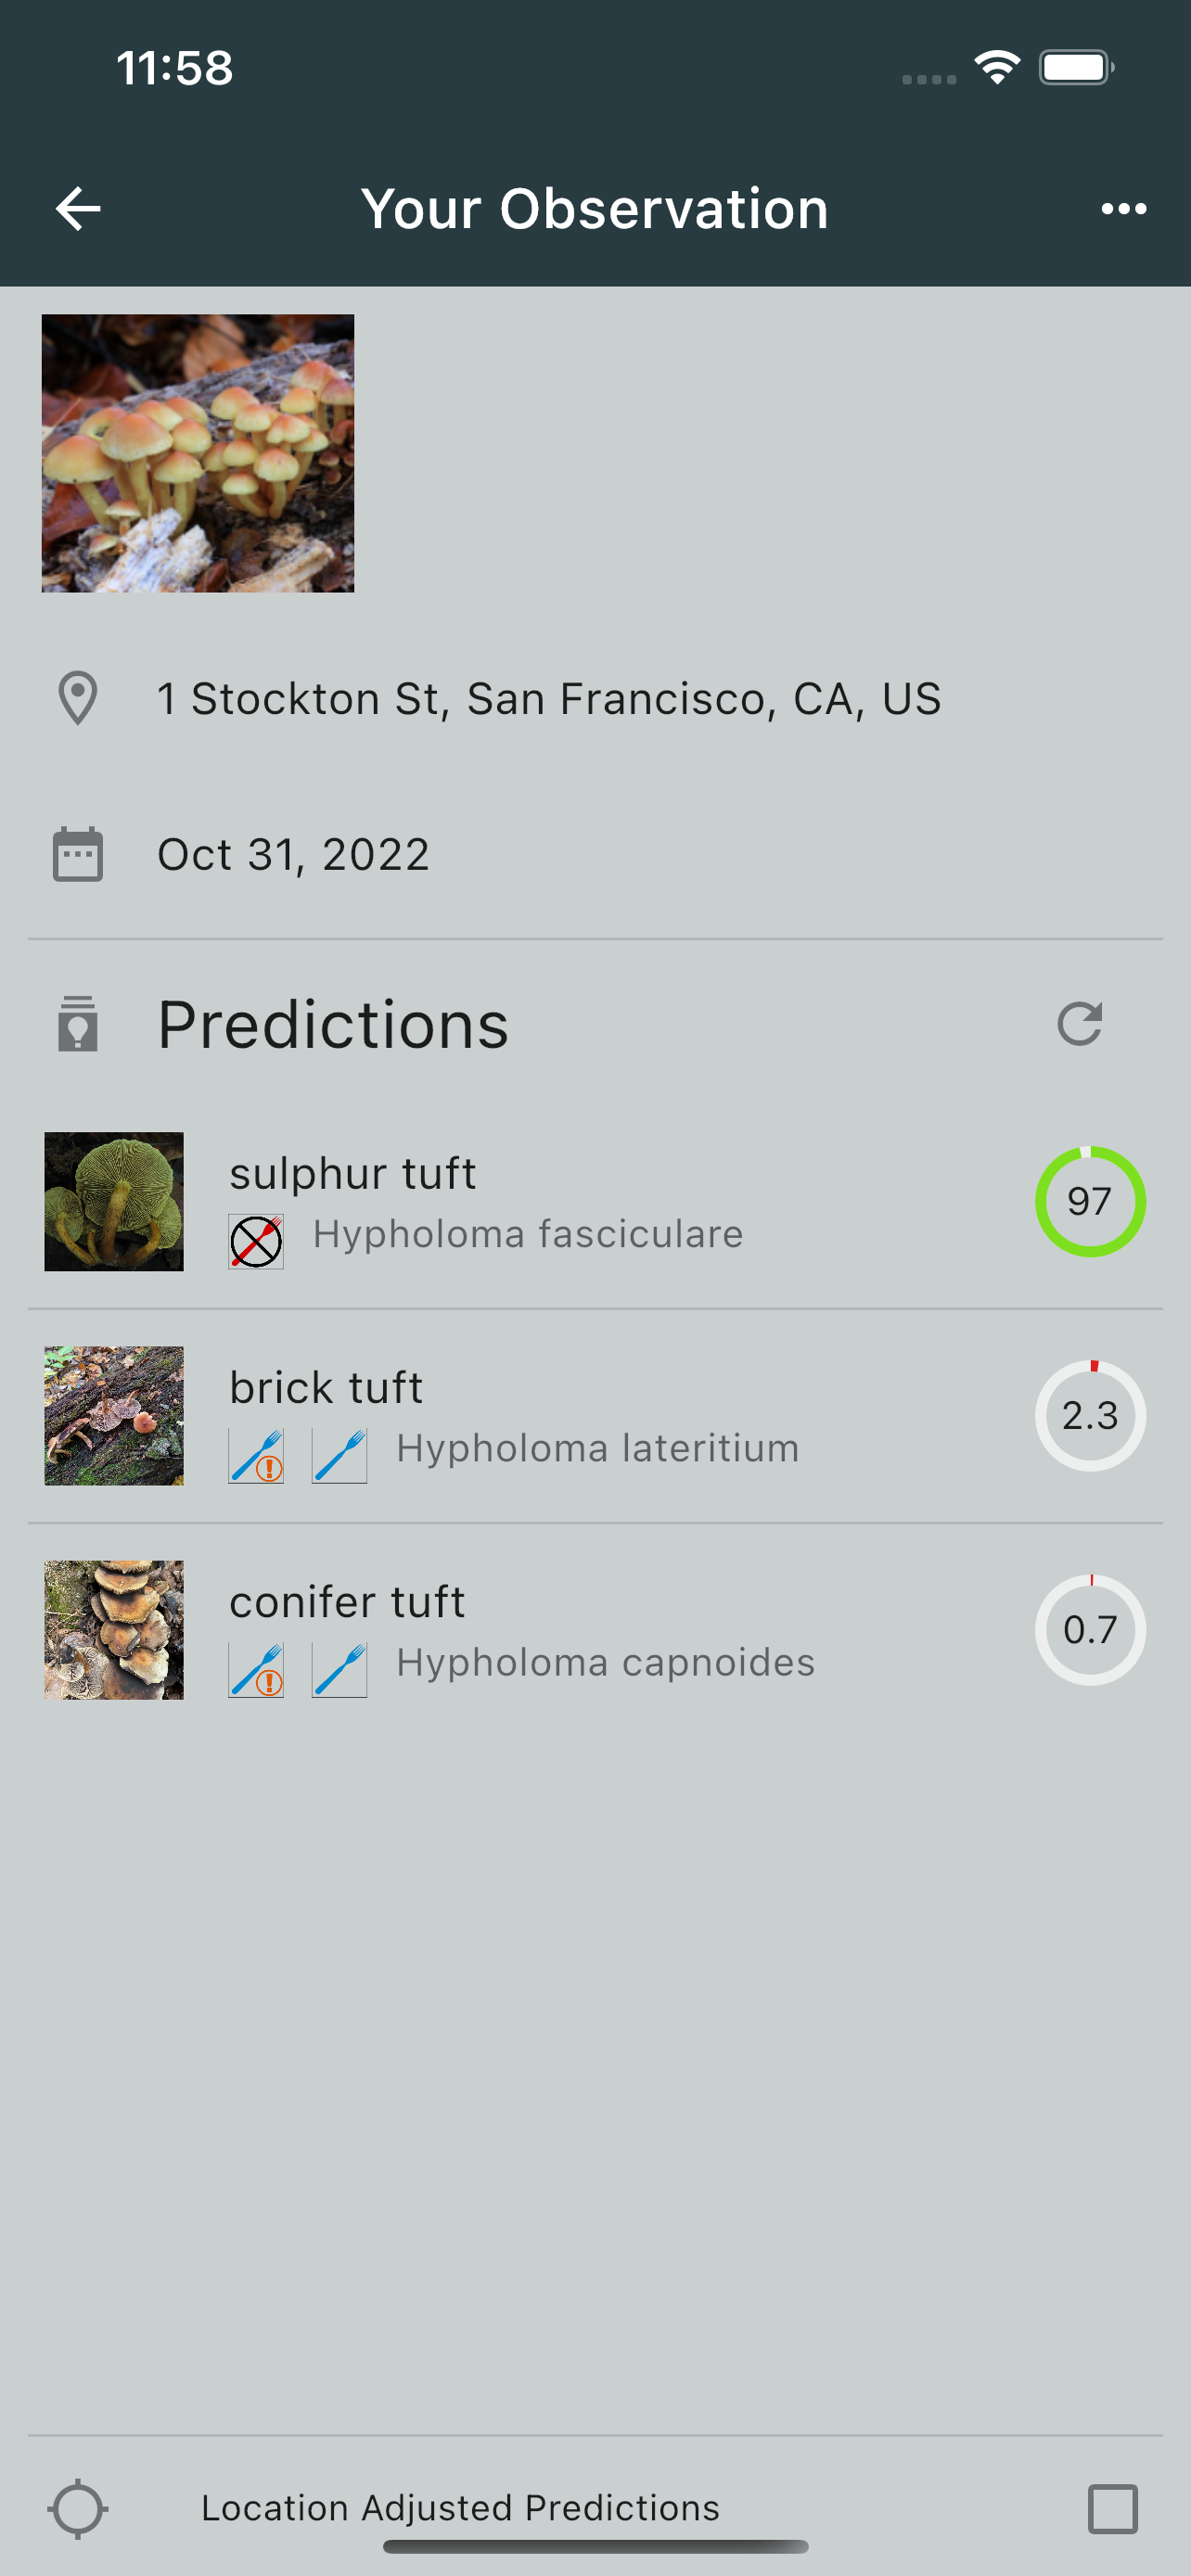 11:58
Your Observation
1 Stockton St, San Francisco, CA, US
Oct 31, 2022
Predictions
sulphur tuft
Hypholoma fasciculare
97
brick tuft
Hypholoma lateritium
2.3
conifer tuft
Hypholoma capnoides
0.7
Location Adjusted Predictions